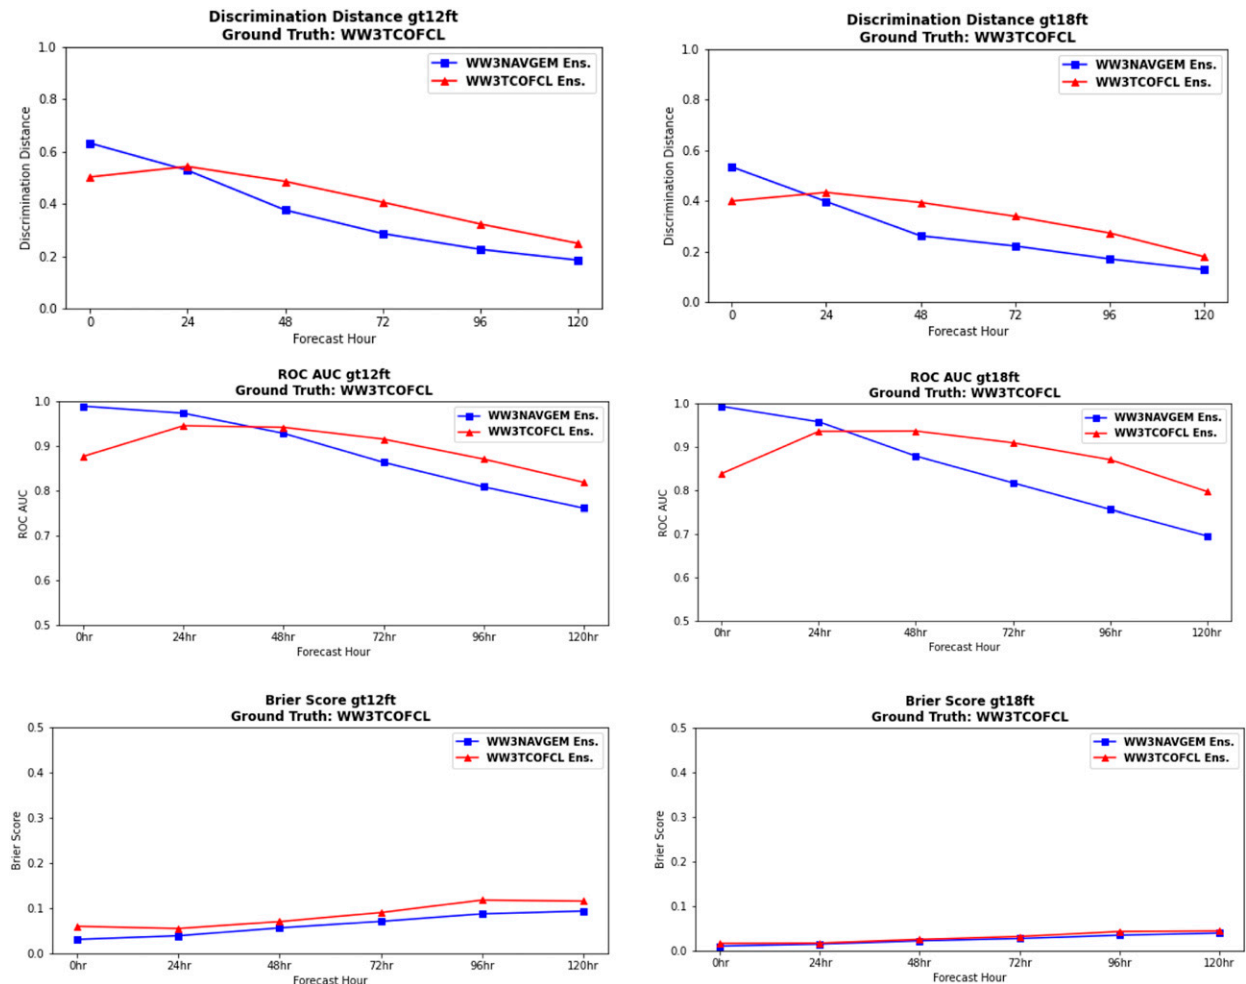 Discrimination Distance gt12ft
Ground Truth: WW3TCOFCL
1.0
0.8
0.6
0.4
0.2
0.0
Discrimination Distance
WW3NAVGEM Ens.
WW3TCOFCL Ens.
0 24 48 72 96 120
Forecast Hour
Discrimination Distance gt18ft
Ground Truth: WW3TCOFCL
1.0
0.8
0.6
0.4
0.2
0.0
Discrimination Distance
WW3NAVGEM Ens.
WW3TCOFCL Ens.
0 24 48 72 96 120
Forecast Hour
ROC AUC gt12ft
Ground Truth: WW3TCOFCL
1.0
0.9
0.8
0.7
0.6
0.5
ROC AUC
WW3NAVGEM Ens.
WW3TCOFCL Ens.
0hr 24hr 48hr 72hr 96hr 120hr
Forecast Hour
ROC AUC gt18ft
Ground Truth: WW3TCOFCL
1.0
0.9
0.8
0.7
0.6
0.5
ROC AUC
WW3NAVGEM Ens.
WW3TCOFCL Ens.
0hr 24hr 48hr 72hr 96hr 120hr
Forecast Hour
Brier Score gt12ft
Ground Truth: WW3TCOFCL
0.5
0.4
0.3
0.2
0.1
0.0
Brier Score
WW3NAVGEM Ens.
WW3TCOFCL Ens.
0hr 24hr 48hr 72hr 96hr 120hr
Forecast Hour
Brier Score gt18ft
Ground Truth: WW3TCOFCL
0.5
0.4
0.3
0.2
0.1
0.0
Brier Score
WW3NAVGEM Ens.
WW3TCOFCL Ens.
0hr 24hr 48hr 72hr 96hr 120hr
Forecast Hour